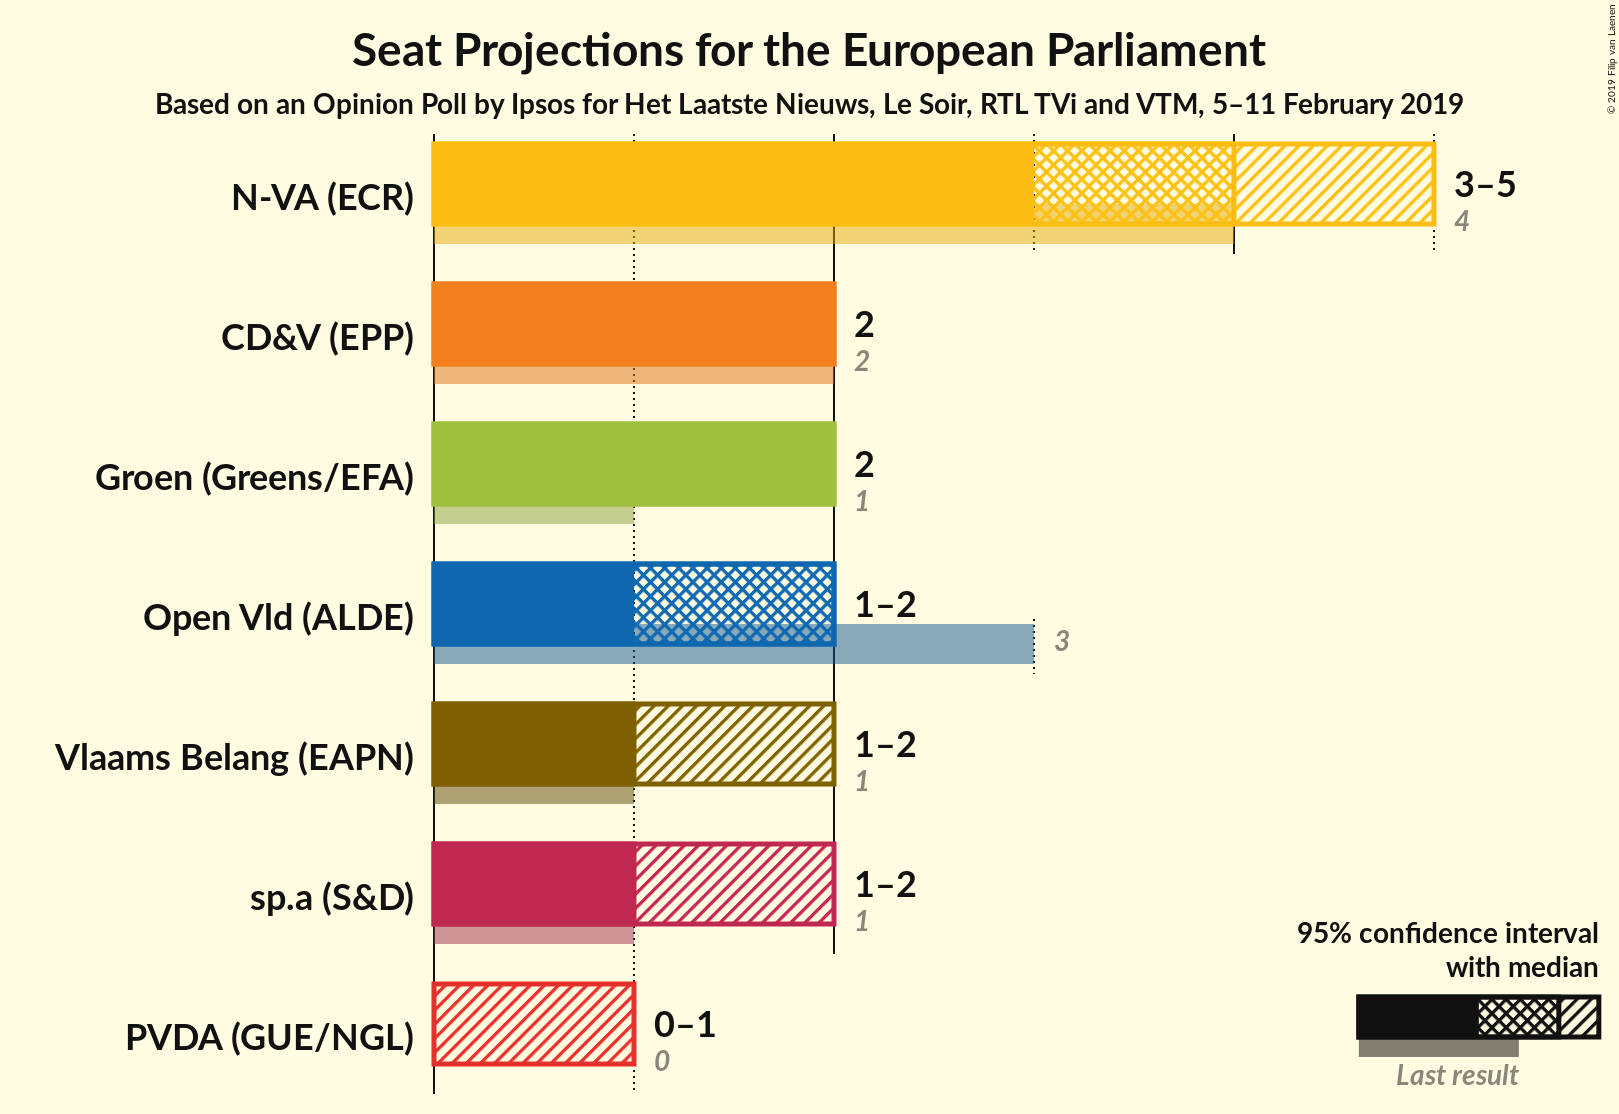 Seat Projections for the European Parliament
Based on an Opinion Poll by Ipsos for Het Laatste Nieuws, Le Soir, RTL TVi and VTM, 5–11 February 2019
© 2019 Filip van Laenen
N-VA (ECR)
3–5
4
CD&V (EPP)
2
2
Groen (Greens/EFA)
2
1
Open Vld (ALDE)
1–2
3
Vlaams Belang (EAPN)
1–2
1
sp.a (S&D)
1–2
1
PVDA (GUE/NGL)
0–1
0
95% confidence interval
with median
Last result